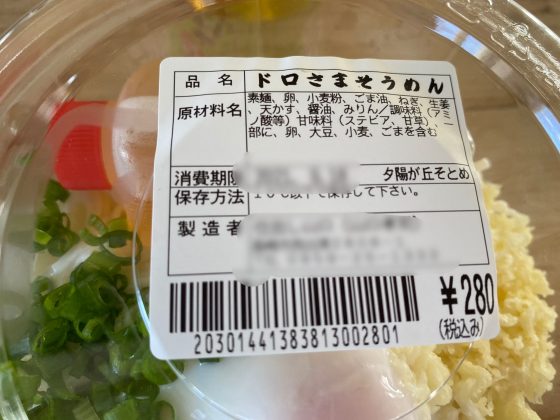 品名 ドロさまそうめん
原材料名 素麺、卵、小麦粉、ごま油、ねぎ、生姜
、天かす、醤油、みりん／調味料（アミ
ノ酸等）甘味料（ステビア、甘草）、一
部に、卵、大豆、小麦、ごまを含む
消費期限 夕陽が丘そとめ
保存方法 10℃以下で保存して下さい。
製造者
¥280
(税込み)
20301441383813002801